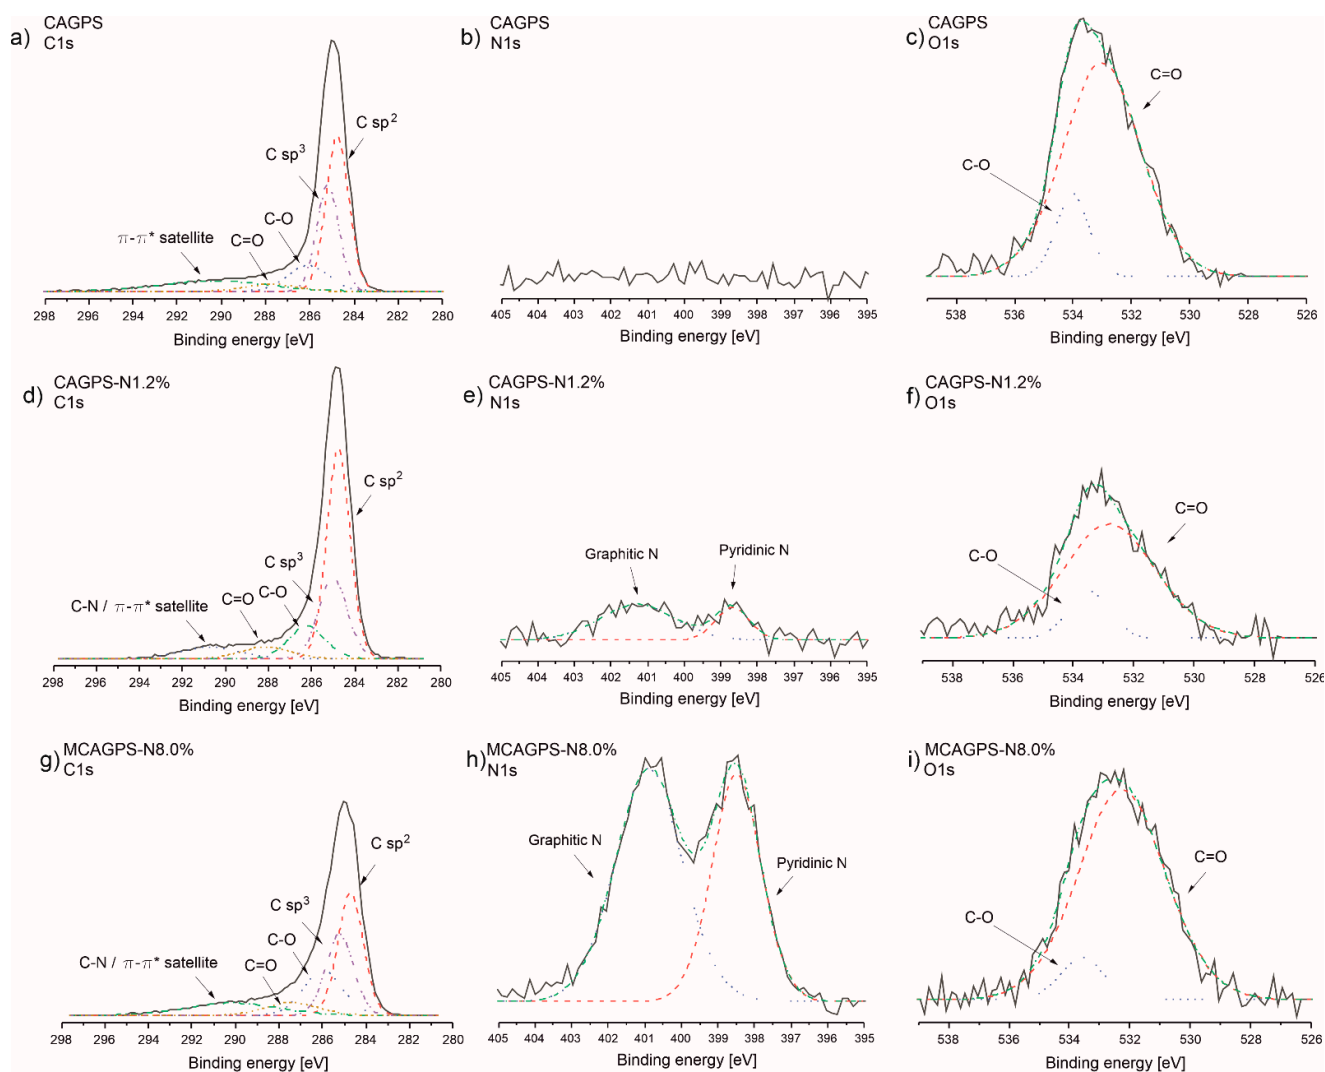 a) CAGPS
C1s
C sp2
C sp3
C-O
C=O
π-π* satellite
298 296 294 292 290 288 286 284 282 280
Binding energy [eV]
b) CAGPS
N1s
405 404 403 402 401 400 399 398 397 396 395
Binding energy [eV]
c) CAGPS
O1s
C=O
C-O
538 536 534 532 530 528 526
Binding energy [eV]
d) CAGPS-N1.2%
C1s
C sp2
C sp3
C-O
C=O
C-N / π-π* satellite
298 296 294 292 290 288 286 284 282 280
Binding energy [eV]
e) CAGPS-N1.2%
N1s
Graphitic N
Pyridinic N
405 404 403 402 401 400 399 398 397 396 395
Binding energy [eV]
f) CAGPS-N1.2%
O1s
C=O
C-O
538 536 534 532 530 528 526
Binding energy [eV]
g) MCAGPS-N8.0%
C1s
C sp2
C sp3
C-O
C=O
C-N / π-π* satellite
298 296 294 292 290 288 286 284 282 280
Binding energy [eV]
h) MCAGPS-N8.0%
N1s
Graphitic N
Pyridinic N
405 404 403 402 401 400 399 398 397 396 395
Binding energy [eV]
i) MCAGPS-N8.0%
O1s
C=O
C-O
538 536 534 532 530 528 526
Binding energy [eV]